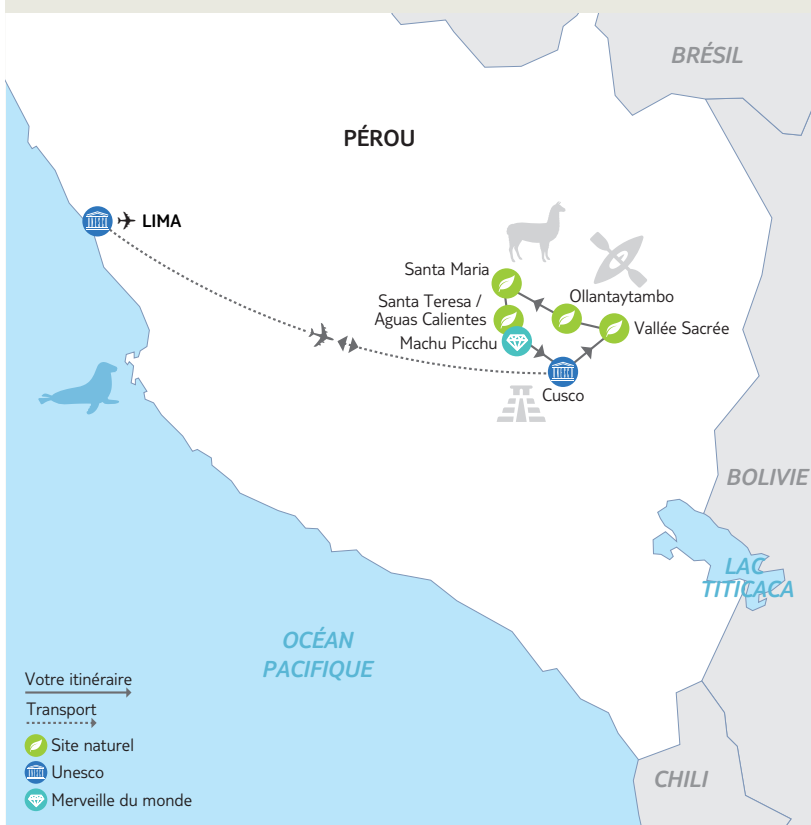 BRÉSIL
PÉROU
LIMA
Santa Maria
Ollantaytambo
Santa Teresa /
Aguas Calientes
Vallée Sacrée
Machu Picchu
Cusco
BOLIVIE
LAC
TITICACA
OCÉAN
PACIFIQUE
Votre itinéraire
Transport
Site naturel
Unesco
Merveille du monde
CHILI